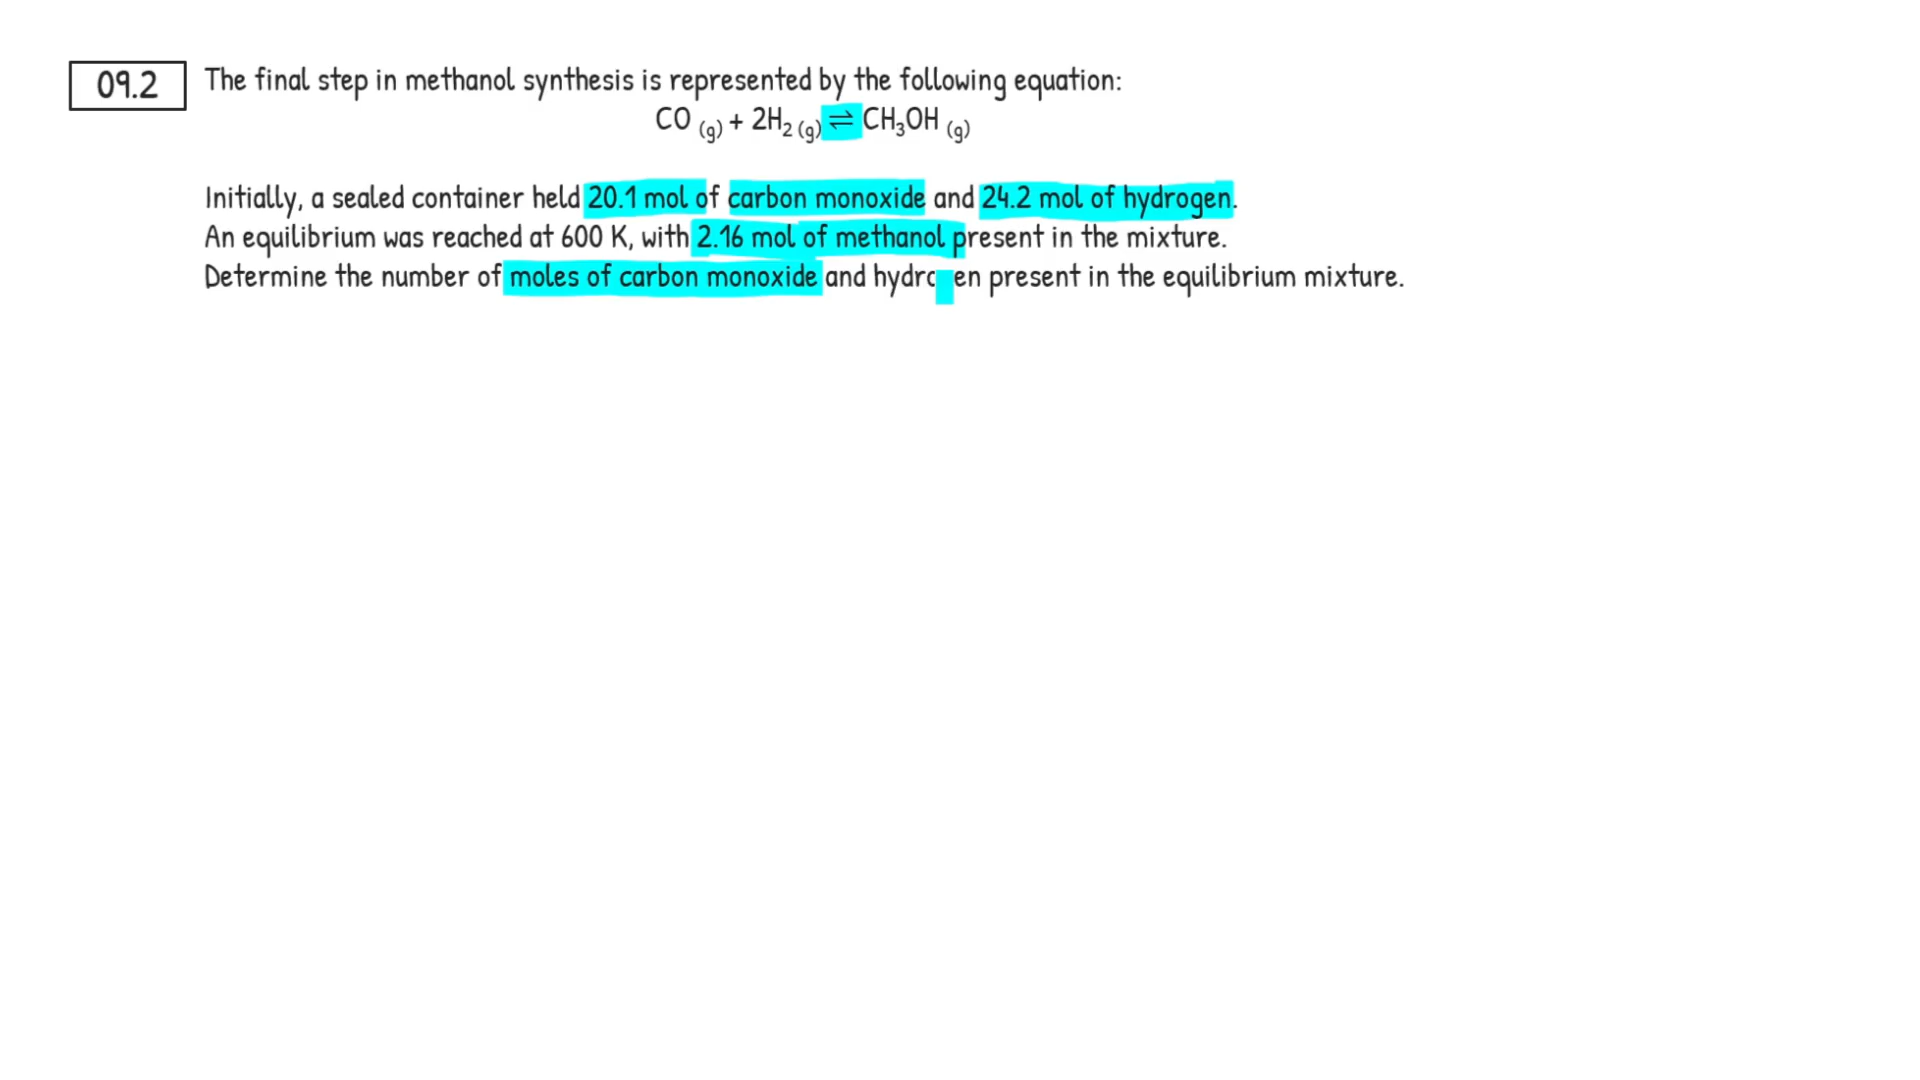 09.2 The final step in methanol synthesis is represented by the following equation:
CO (g) + 2H₂ (g) ⇌ CH₃OH (g)
Initially, a sealed container held 20.1 mol of carbon monoxide and 24.2 mol of hydrogen.
An equilibrium was reached at 600 K, with 2.16 mol of methanol present in the mixture.
Determine the number of moles of carbon monoxide and hydr en present in the equilibrium mixture.